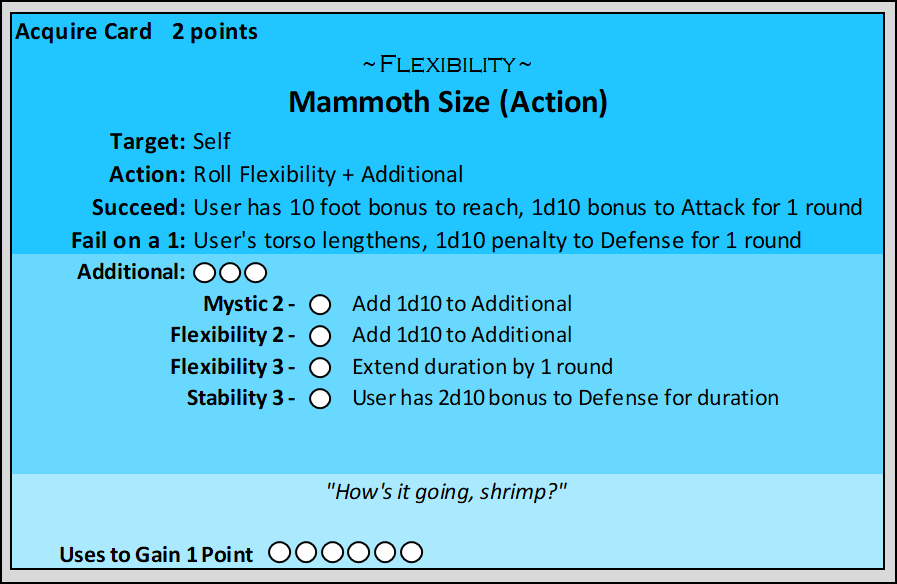 Acquire Card 2 points
~FLEXIBILITY~
Mammoth Size (Action)
Target: Self
Action: Roll Flexibility + Additional
Succeed: User has 10 foot bonus to reach, 1d10 bonus to Attack for 1 round
Fail on a 1: User's torso lengthens, 1d10 penalty to Defense for 1 round
Additional:
Mystic 2 - Add 1d10 to Additional
Flexibility 2 - Add 1d10 to Additional
Flexibility 3 - Extend duration by 1 round
Stability 3 - User has 2d10 bonus to Defense for duration
"How's it going, shrimp?"
Uses to Gain 1 Point